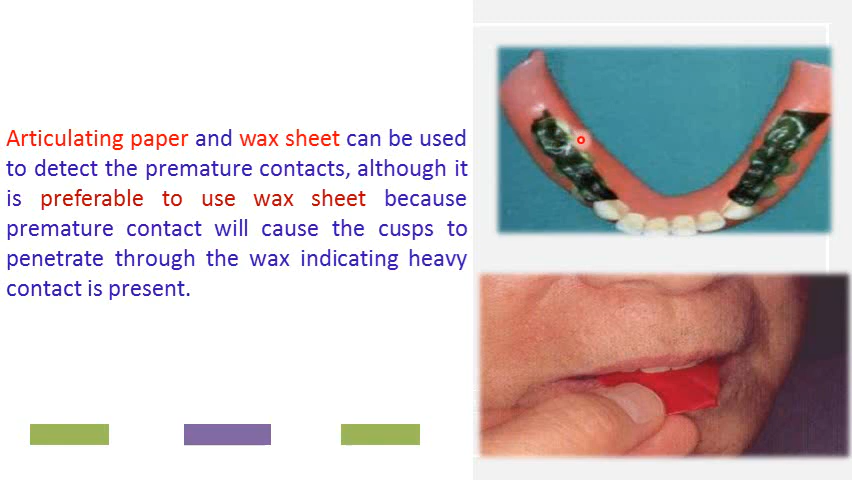 Articulating paper and wax sheet can be used
to detect the premature contacts, although it
is preferable to use wax sheet because
premature contact will cause the cusps to
penetrate through the wax indicating heavy
contact is present.